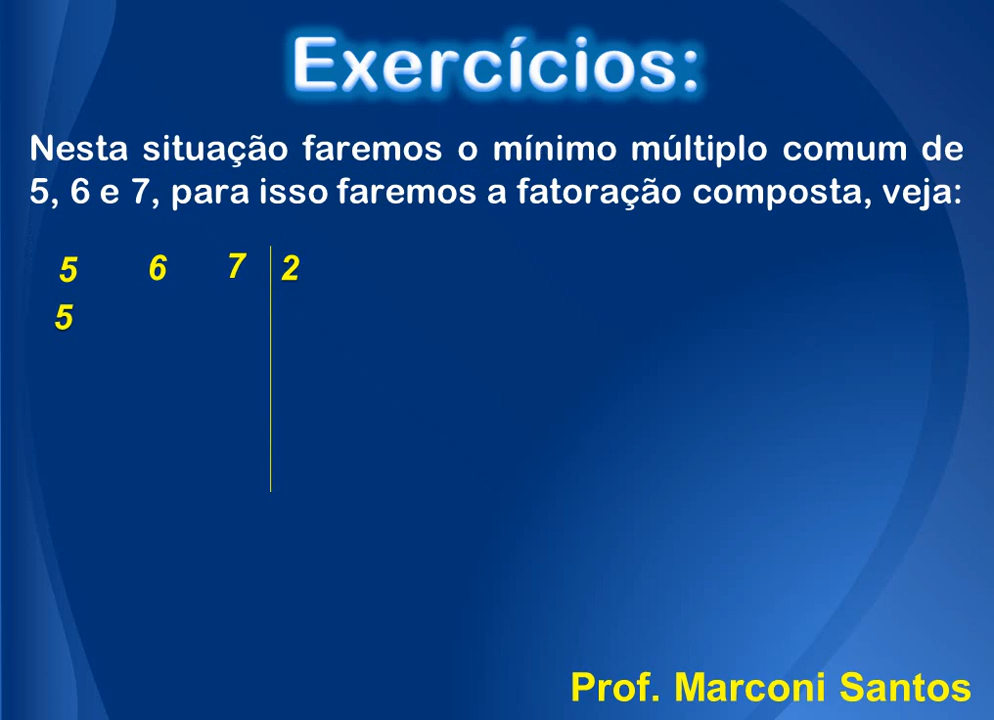 Exercícios:
Nesta situação faremos o mínimo múltiplo comum de
5, 6 e 7, para isso faremos a fatoração composta, veja:
5 6 7 2
5
Prof. Marconi Santos